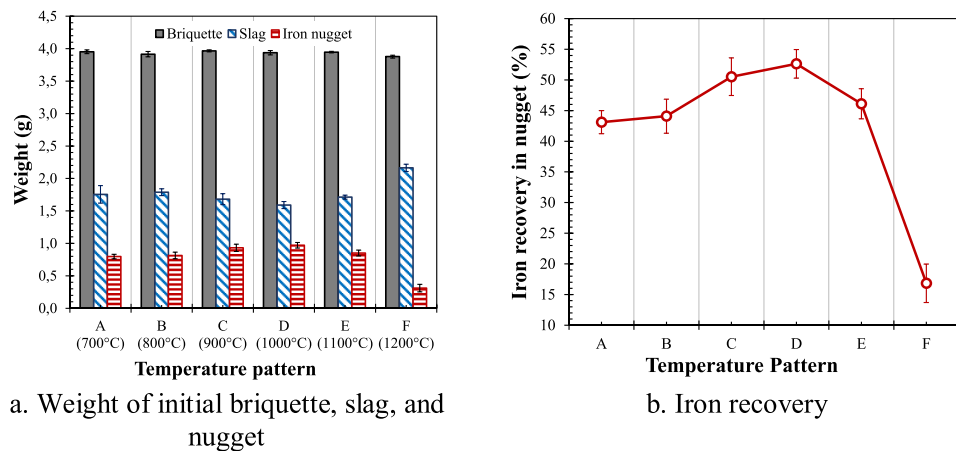 Briquette Slag Iron nugget
Weight (g)
4,5
4,0
3,5
3,0
2,5
2,0
1,5
1,0
0,5
0,0
A B C D E F
(700°C) (800°C) (900°C) (1000°C) (1100°C) (1200°C)
Temperature pattern
a. Weight of initial briquette, slag, and
nugget
Iron recovery in nugget (%)
60
55
50
45
40
35
30
25
20
15
10
A B C D E F
Temperature Pattern
b. Iron recovery